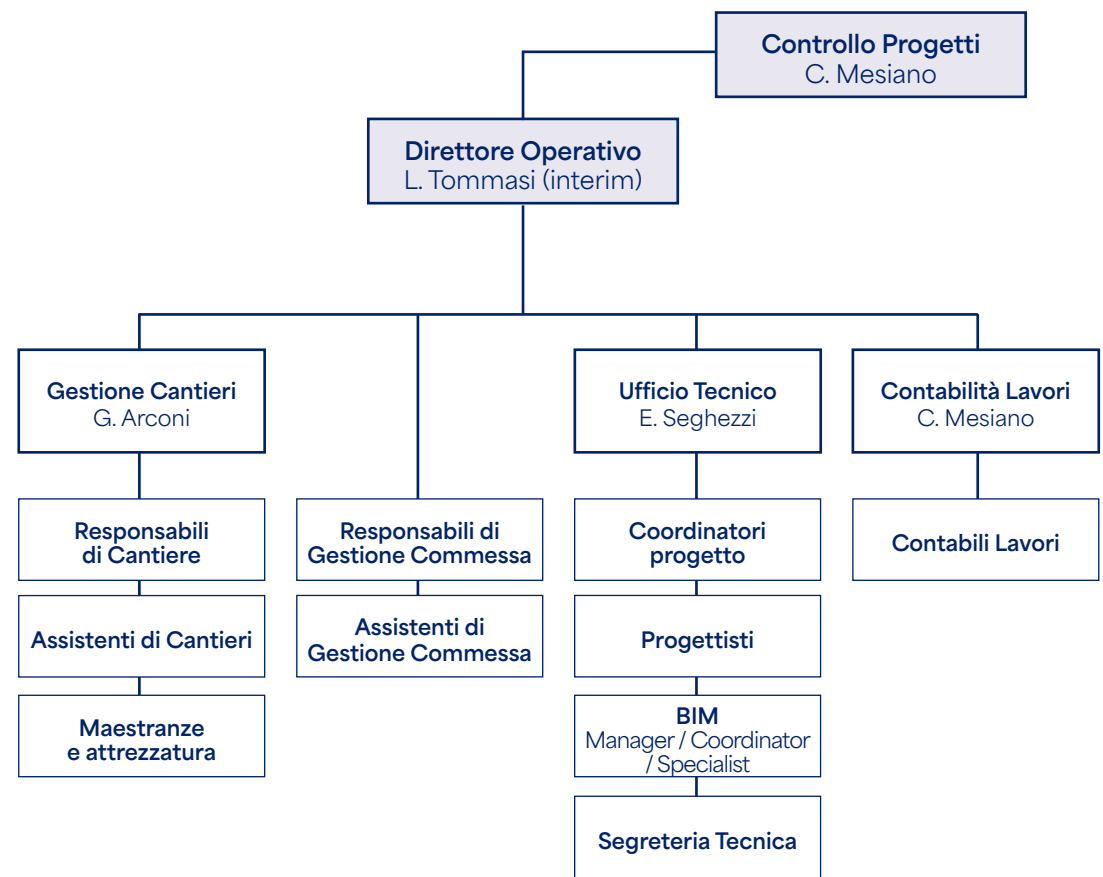 Controllo Progetti
C. Mesiano
Direttore Operativo
L. Tommasi (interim)
Gestione Cantieri
G. Arconi
Ufficio Tecnico
E. Seghezzi
Contabilità Lavori
C. Mesiano
Responsabili
di Cantiere
Responsabili di
Gestione Commessa
Coordinatori
progetto
Contabili Lavori
Assistenti di Cantieri
Assistenti di
Gestione Commessa
Progettisti
Maestranze
e attrezzatura
BIM
Manager / Coordinator
/ Specialist
Segreteria Tecnica